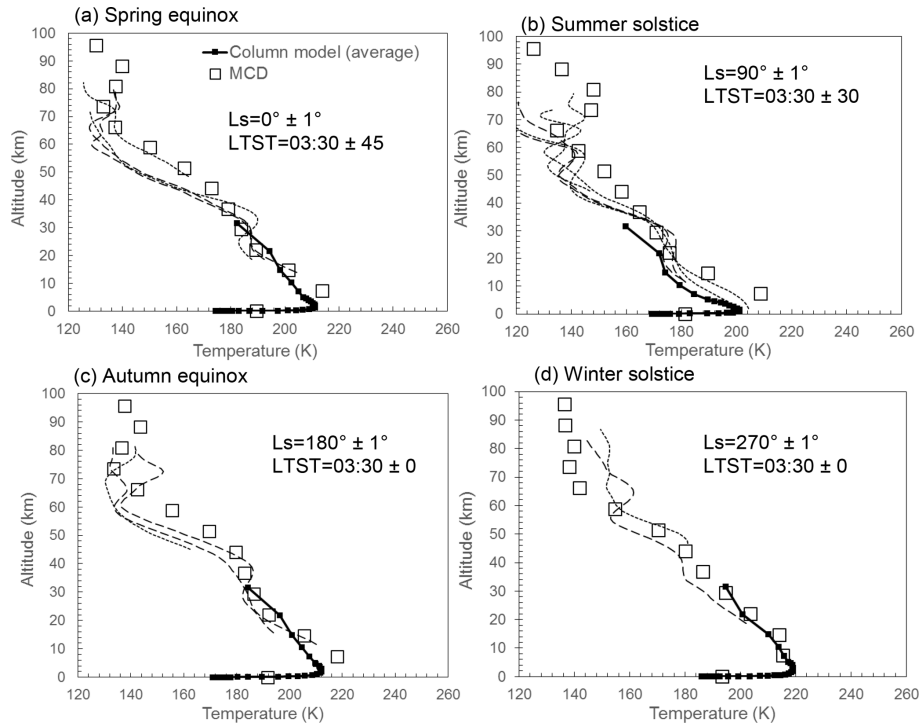 (a) Spring equinox
100
90
80
70
60
50
40
30
20
10
0
Altitude (km)
Column model (average)
MCD
Ls=0° ± 1°
LTST=03:30 ± 45
120 140 160 180 200 220 240 260
Temperature (K)
(b) Summer solstice
100
90
80
70
60
50
40
30
20
10
0
Altitude (km)
Ls=90° ± 1°
LTST=03:30 ± 30
120 140 160 180 200 220 240 260
Temperature (K)
(c) Autumn equinox
100
90
80
70
60
50
40
30
20
10
0
Altitude (km)
Ls=180° ± 1°
LTST=03:30 ± 0
120 140 160 180 200 220 240 260
Temperature (K)
(d) Winter solstice
100
90
80
70
60
50
40
30
20
10
0
Altitude (km)
Ls=270° ± 1°
LTST=03:30 ± 0
120 140 160 180 200 220 240 260
Temperature (K)